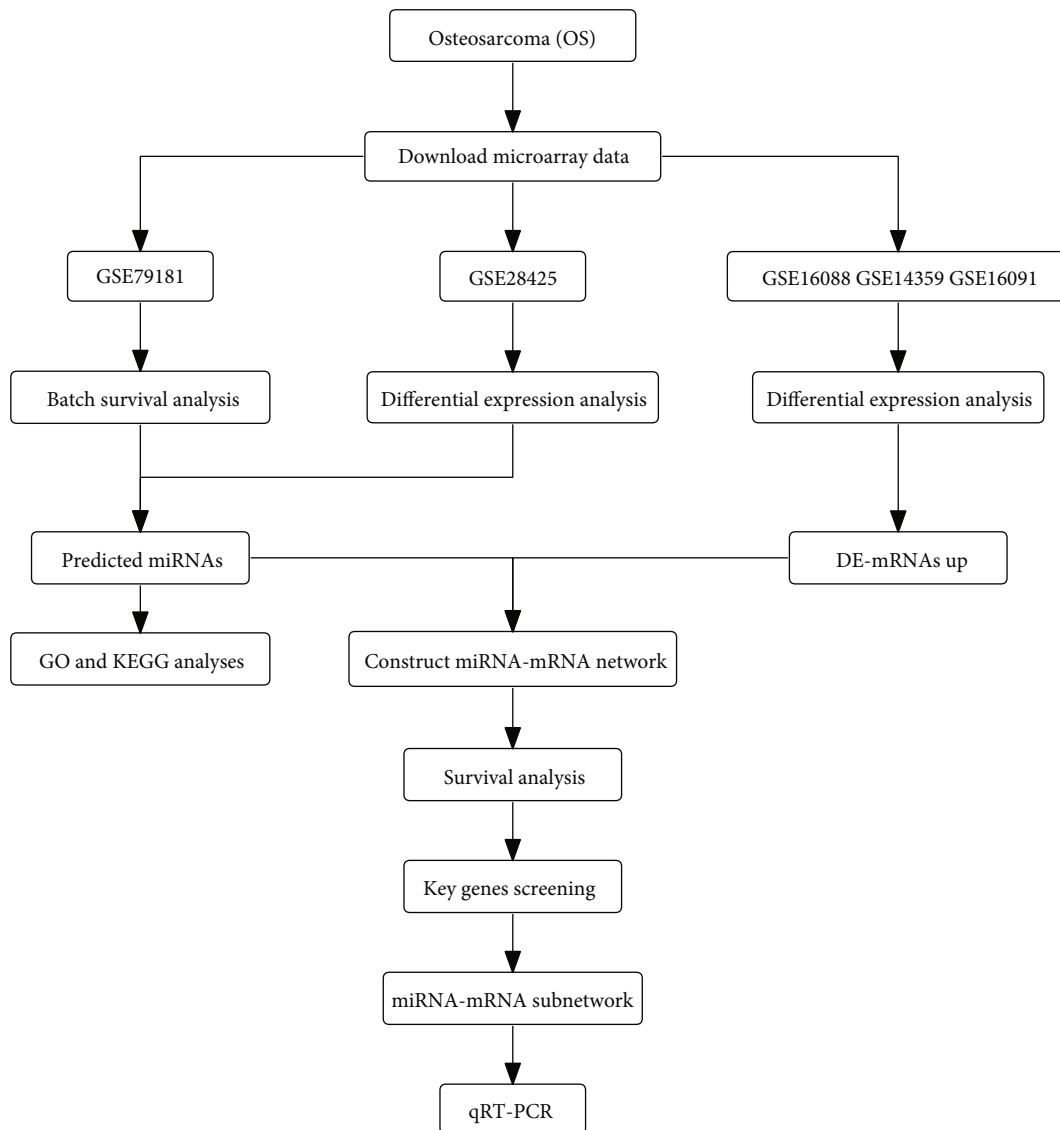 Osteosarcoma (OS)
Download microarray data
GSE79181
GSE28425
GSE16088 GSE14359 GSE16091
Batch survival analysis
Differential expression analysis
Differential expression analysis
Predicted miRNAs
DE-mRNAs up
GO and KEGG analyses
Construct miRNA-mRNA network
Survival analysis
Key genes screening
miRNA-mRNA subnetwork
qRT-PCR